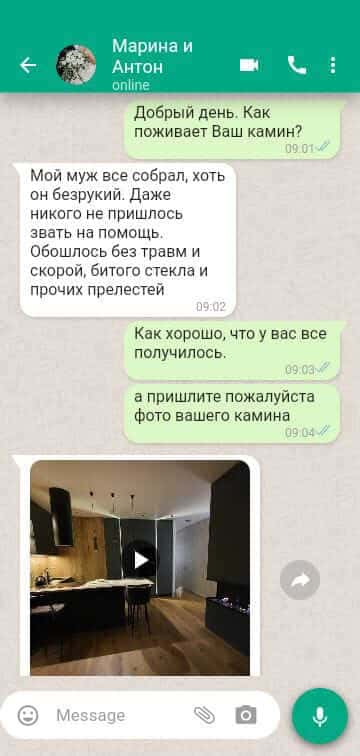 Марина и
Антон
online
Добрый день. Как
поживает Ваш камин?
09:01
Мой муж все собрал, хоть
он безрукий. Даже
никого не пришлось
звать на помощь.
Обошлось без травм и
скорой, битого стекла и
прочих прелестей
09:02
Как хорошо, что у вас все
получилось.
09:03
а пришлите пожалуйста
фото вашего камина
09:04
Message